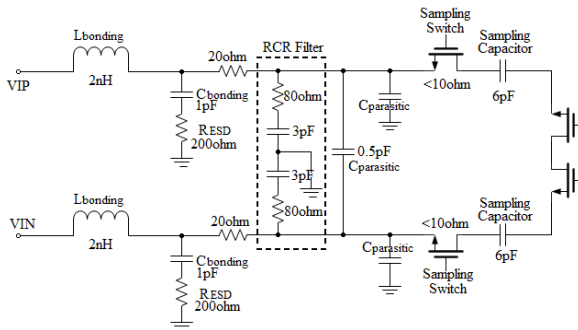 Lbonding
2nH
VIP
20ohm
Cbonding
1pF
RESD
200ohm
RCR Filter
80ohm
3pF
3pF
80ohm
Cparasitic
0.5pF
Cparasitic
Sampling
Switch
<10ohm
Sampling
Capacitor
6pF
Lbonding
2nH
VIN
20ohm
Cbonding
1pF
RESD
200ohm
Cparasitic
<10ohm
Sampling
Switch
Sampling
Capacitor
6pF